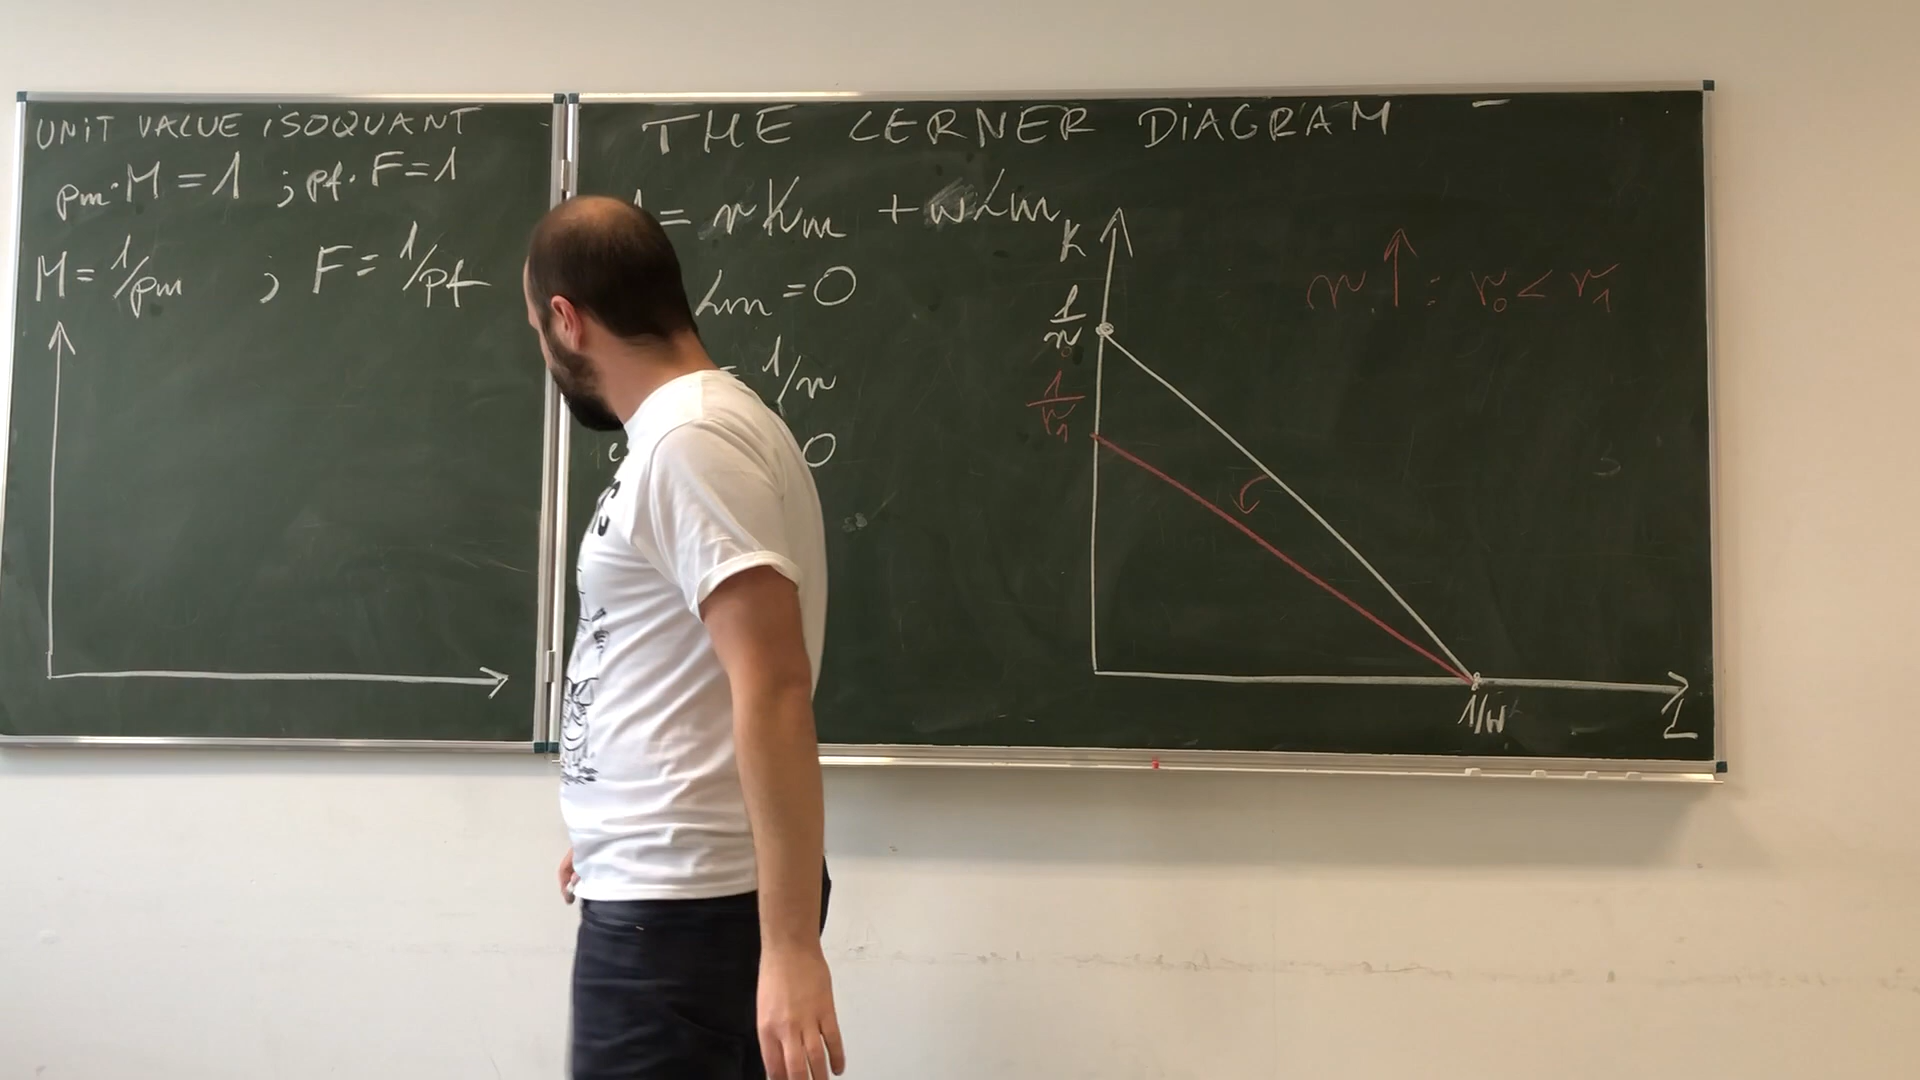 UNIT VALUE ISOQUANT
pm·M = 1 ; pf·F = 1
M = 1/pm ; F = 1/pf
THE LERNER DIAGRAM
1 = rKm + wLm
Lm = 0
= 1/r
0
K
1/r0
1/r1
r↑: r0 < r1
1/w
L